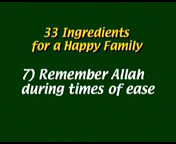 33 Ingredients
for a Happy Family
7) Remember Allah
during times of ease